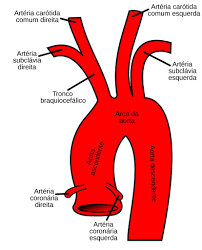 Artéria carótida
comum direita
Artéria carótida
comum esquerda
Artéria
subclávia
direita
Artéria
subclávia
esquerda
Tronco
braquiocefálico
Arco da
aorta
Aorta
ascendente
Aorta descendente
Artéria
coronária
direita
Artéria
coronária
esquerda